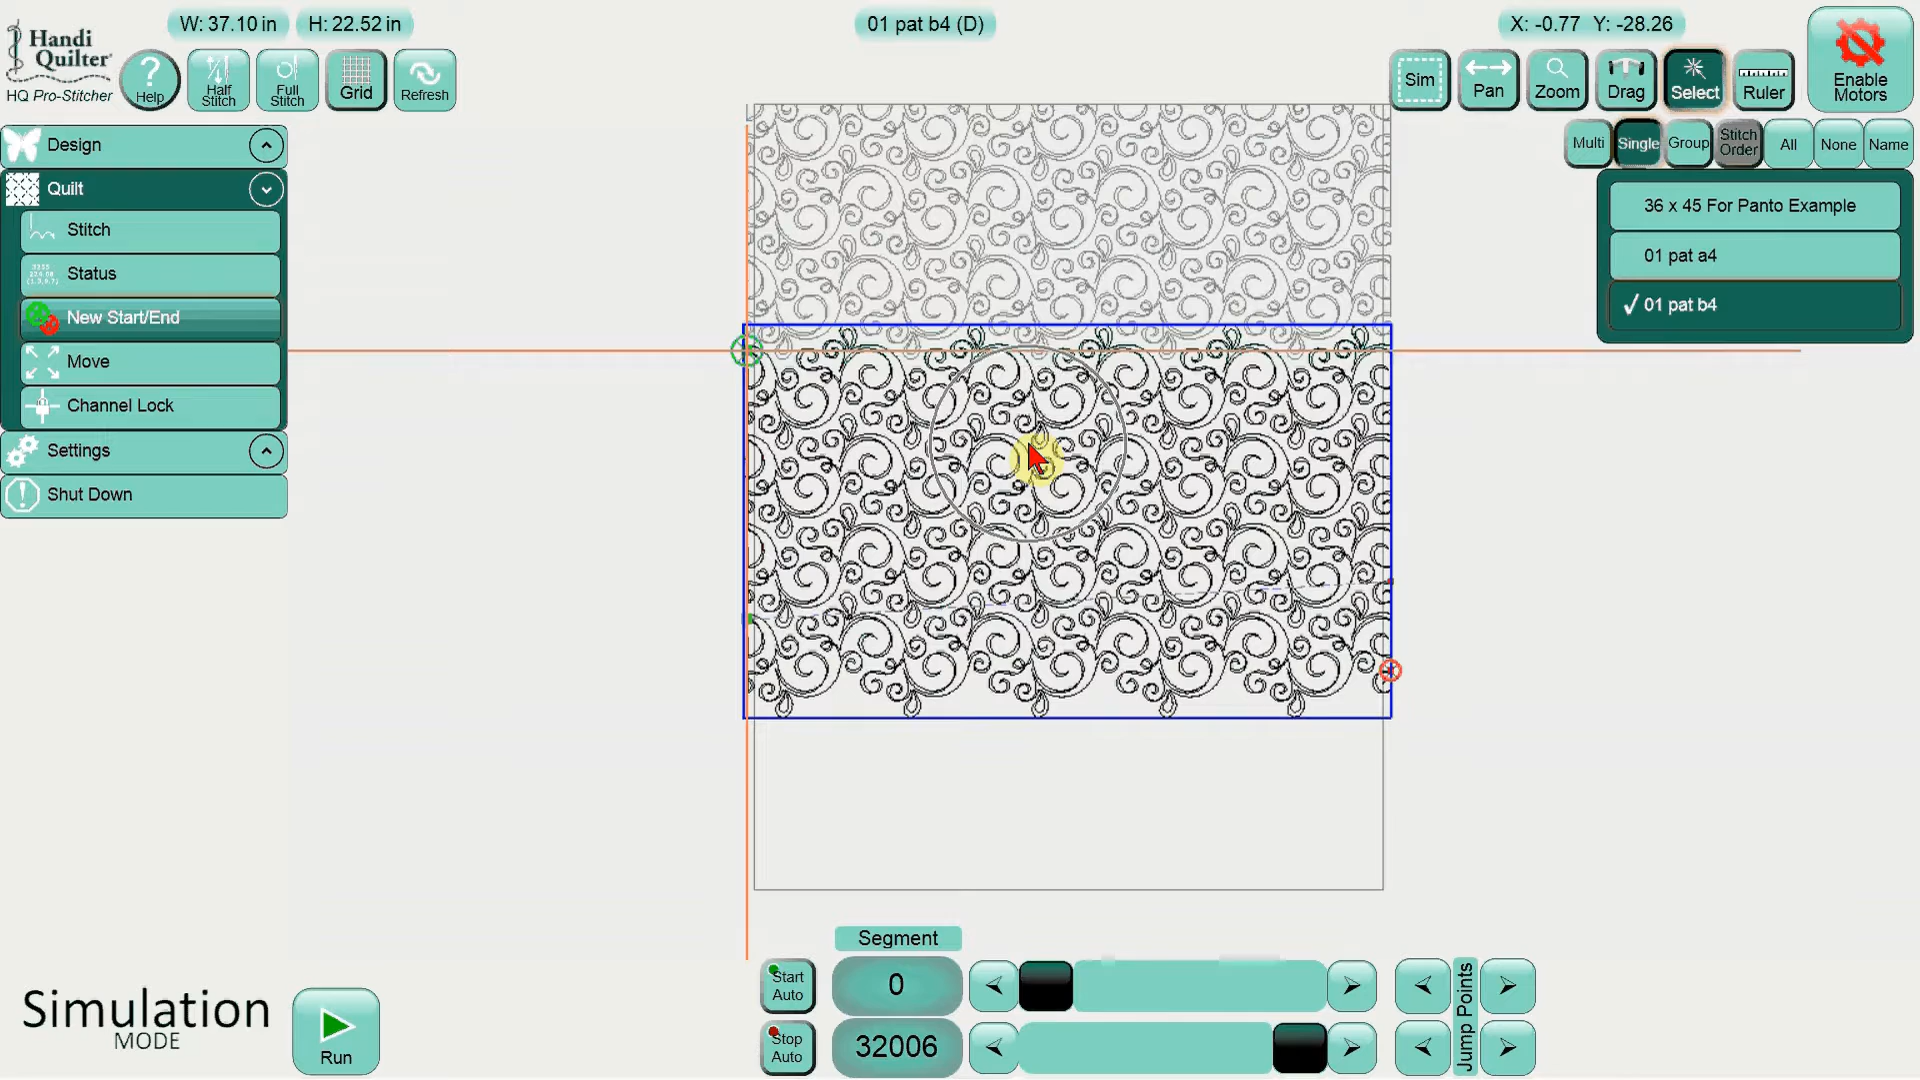 W: 37.10 in
H: 22.52 in
01 pat b4 (D)
X: -0.77 Y: -28.26
Handi
Quilter
HQ Pro-Stitcher
?
Help
Half
Stitch
Full
Stitch
Grid
Refresh
Sim
Pan
Zoom
Drag
Select
Ruler
Enable
Motors
Multi
Single
Group
Stitch
Order
All
None
Name
36 x 45 For Panto Example
01 pat a4
✓ 01 pat b4
Design
Quilt
Stitch
Status
New Start/End
Move
Channel Lock
Settings
Shut Down
Segment
Start
Auto
0
Stop
Auto
32006
Jump Points
Simulation
MODE
Run